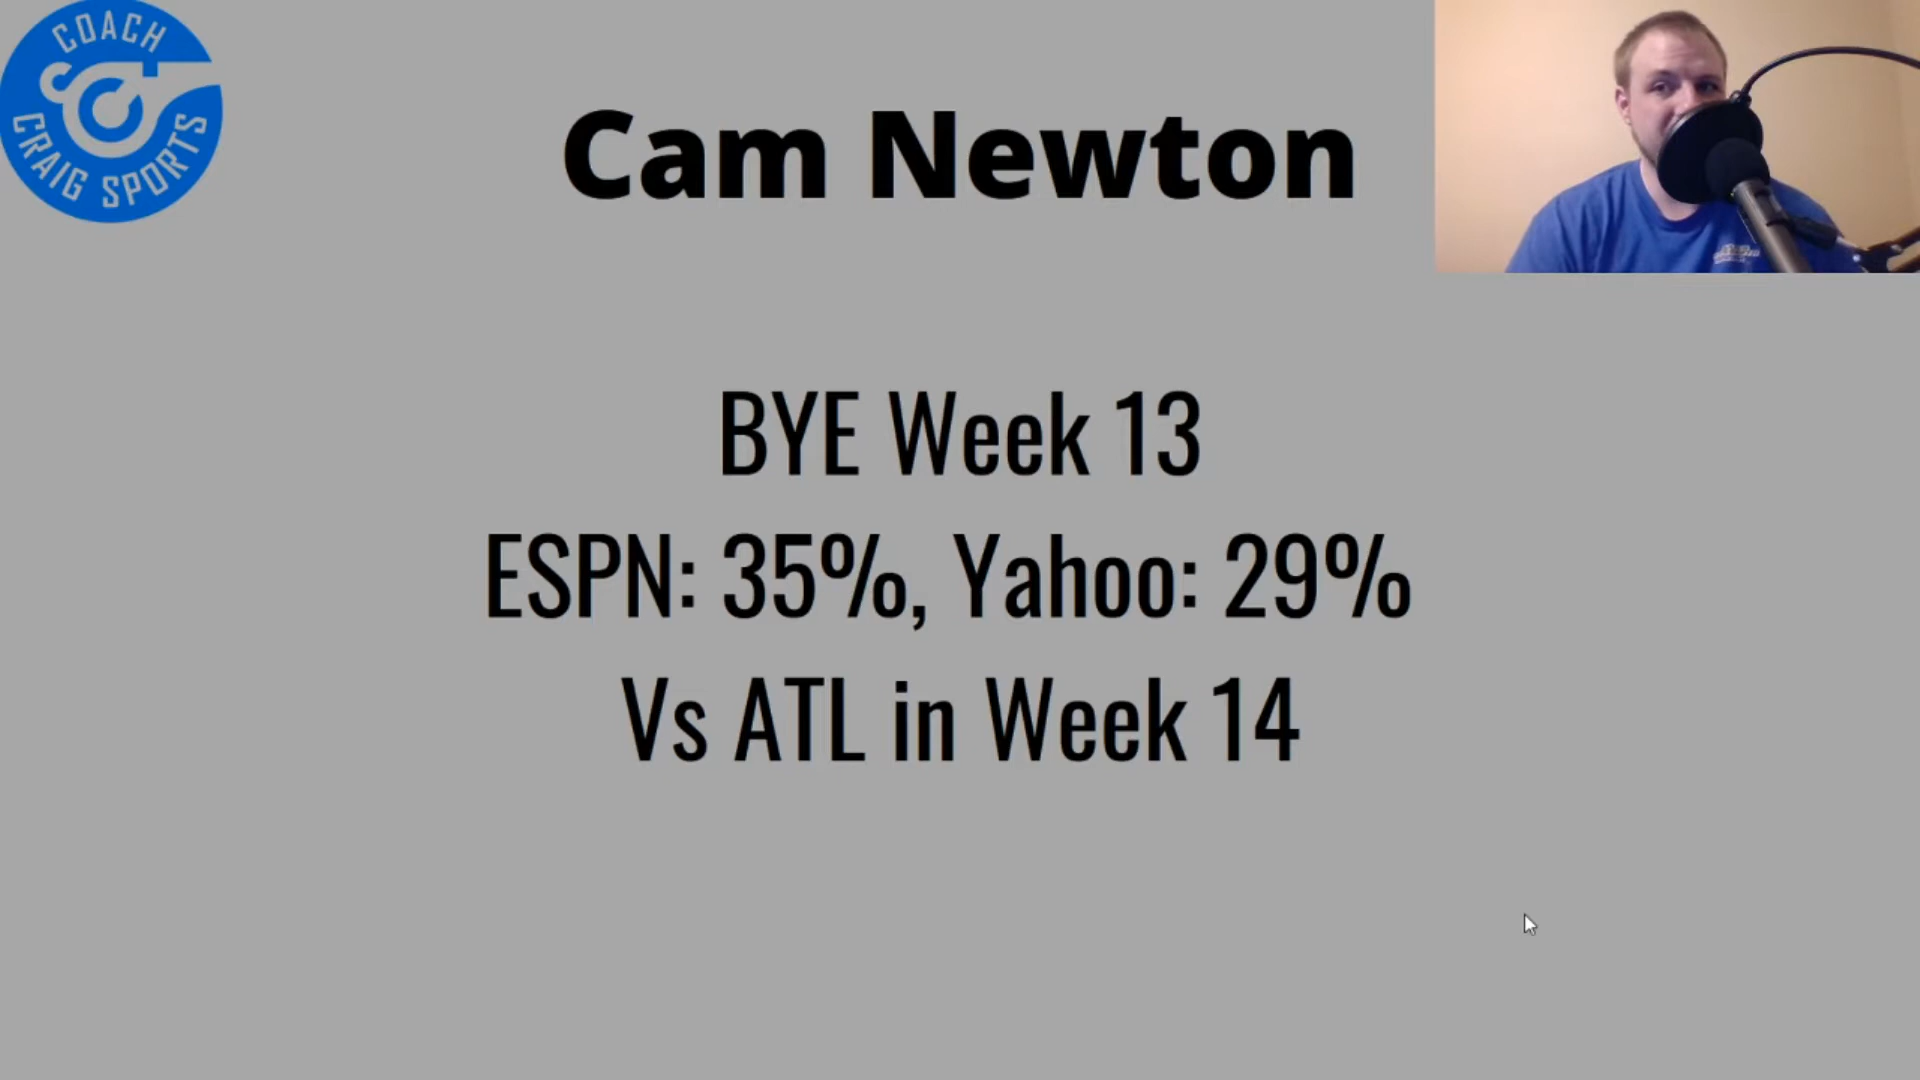 COACH
CRAIG SPORTS
Cam Newton
BYE Week 13
ESPN: 35%, Yahoo: 29%
Vs ATL in Week 14